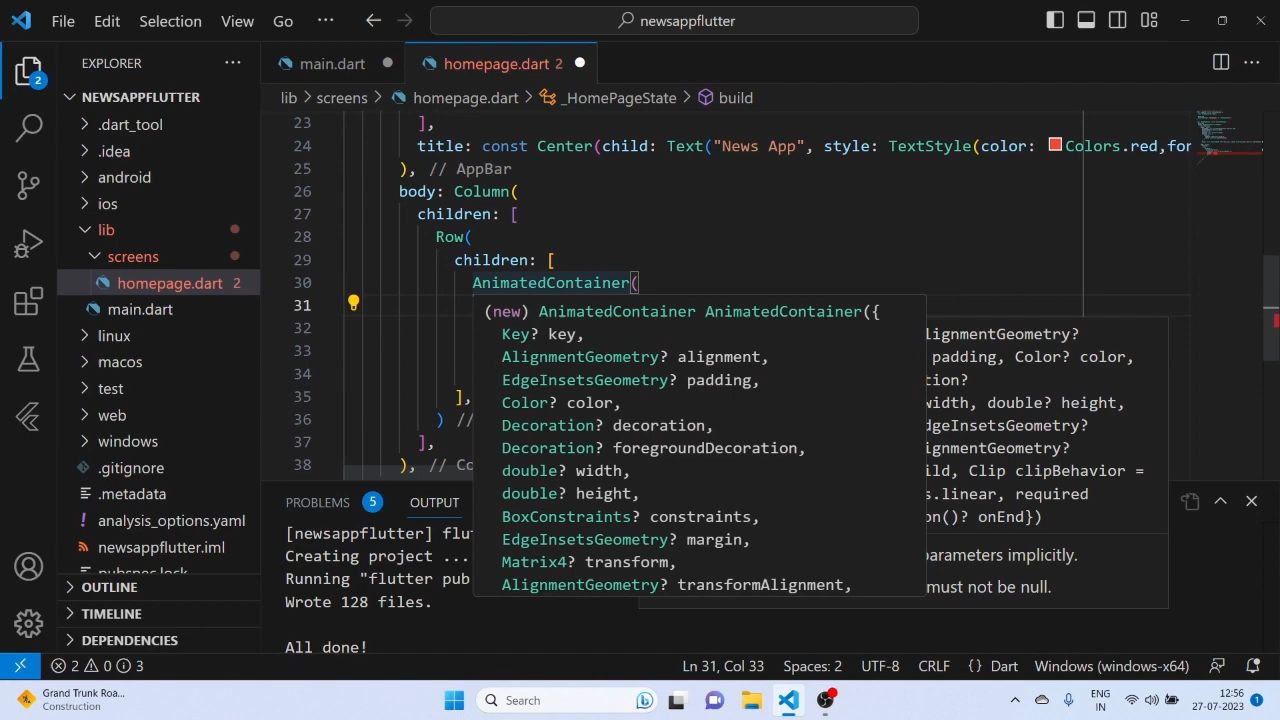 File Edit Selection View Go ··· newsappflutter
EXPLORER ···
main.dart
homepage.dart 2
2
NEWSAPPFLUTTER
lib > screens > homepage.dart > _HomePageState > build
.dart_tool
.idea
android
ios
lib
screens
homepage.dart 2
main.dart
linux
macos
test
web
windows
.gitignore
.metadata
analysis_options.yaml
newsappflutter.iml
pubspec.lock
OUTLINE
TIMELINE
DEPENDENCIES
23 ],
24 title: const Center(child: Text("News App", style: TextStyle(color: Colors.red,for
25 ), // AppBar
26 body: Column(
27 children: [
28 Row(
29 children: [
30 AnimatedContainer(
31
32
33
34
35 ],
36 ) //
37 ],
38 ), // Co
(new) AnimatedContainer AnimatedContainer({
Key? key,
AlignmentGeometry? alignment,
EdgeInsetsGeometry? padding,
Color? color,
Decoration? decoration,
Decoration? foregroundDecoration,
double? width,
double? height,
BoxConstraints? constraints,
EdgeInsetsGeometry? margin,
Matrix4? transform,
AlignmentGeometry? transformAlignment,
lignmentGeometry?
padding, Color? color,
tion?
width, double? height,
dgeInsetsGeometry?
lignmentGeometry?
ild, Clip clipBehavior =
s.linear, required
on()? onEnd})
parameters implicitly.
must not be null.
PROBLEMS 5 OUTPUT
[newsappflutter] flu
Creating project ...
Running "flutter pub
Wrote 128 files.
All done!
2 0 3 Ln 31, Col 33 Spaces: 2 UTF-8 CRLF {} Dart Windows (windows-x64)
Grand Trunk Roa...
Construction
Search
ENG
IN
12:56
27-07-2023
1